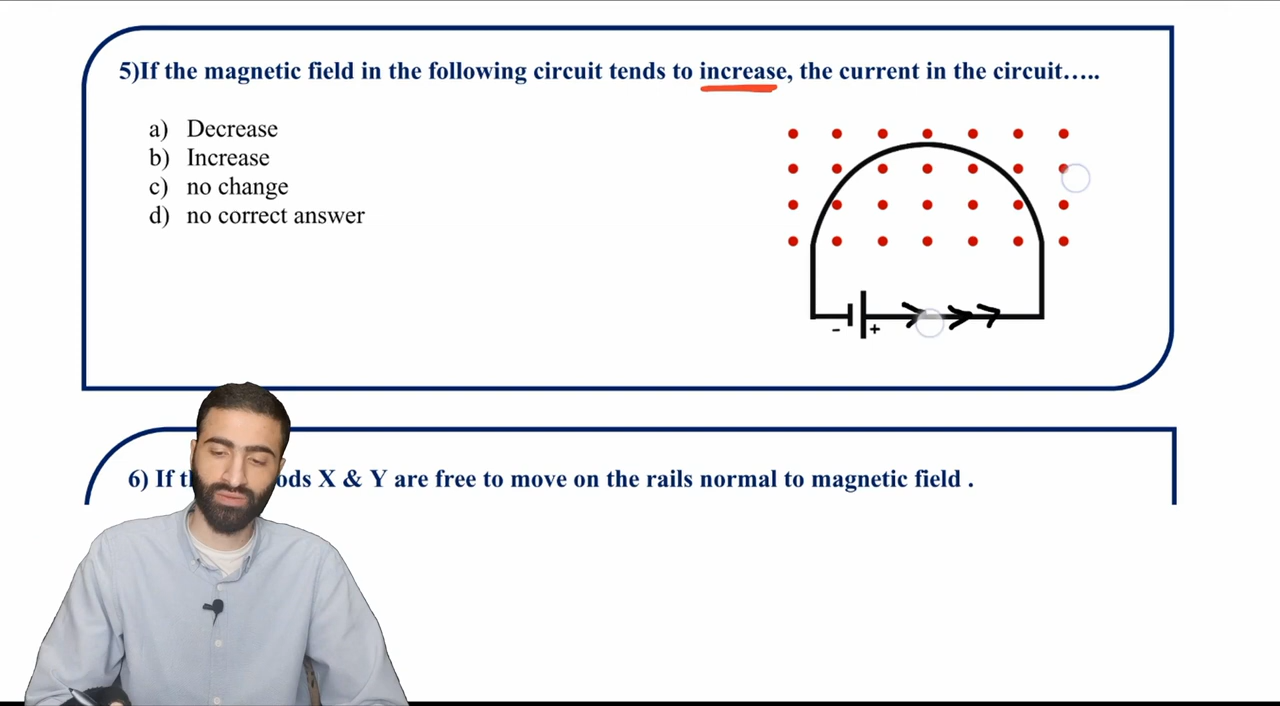 5)If the magnetic field in the following circuit tends to increase, the current in the circuit.....
a) Decrease
b) Increase
c) no change
d) no correct answer
- +
6) If ods X & Y are free to move on the rails normal to magnetic field .